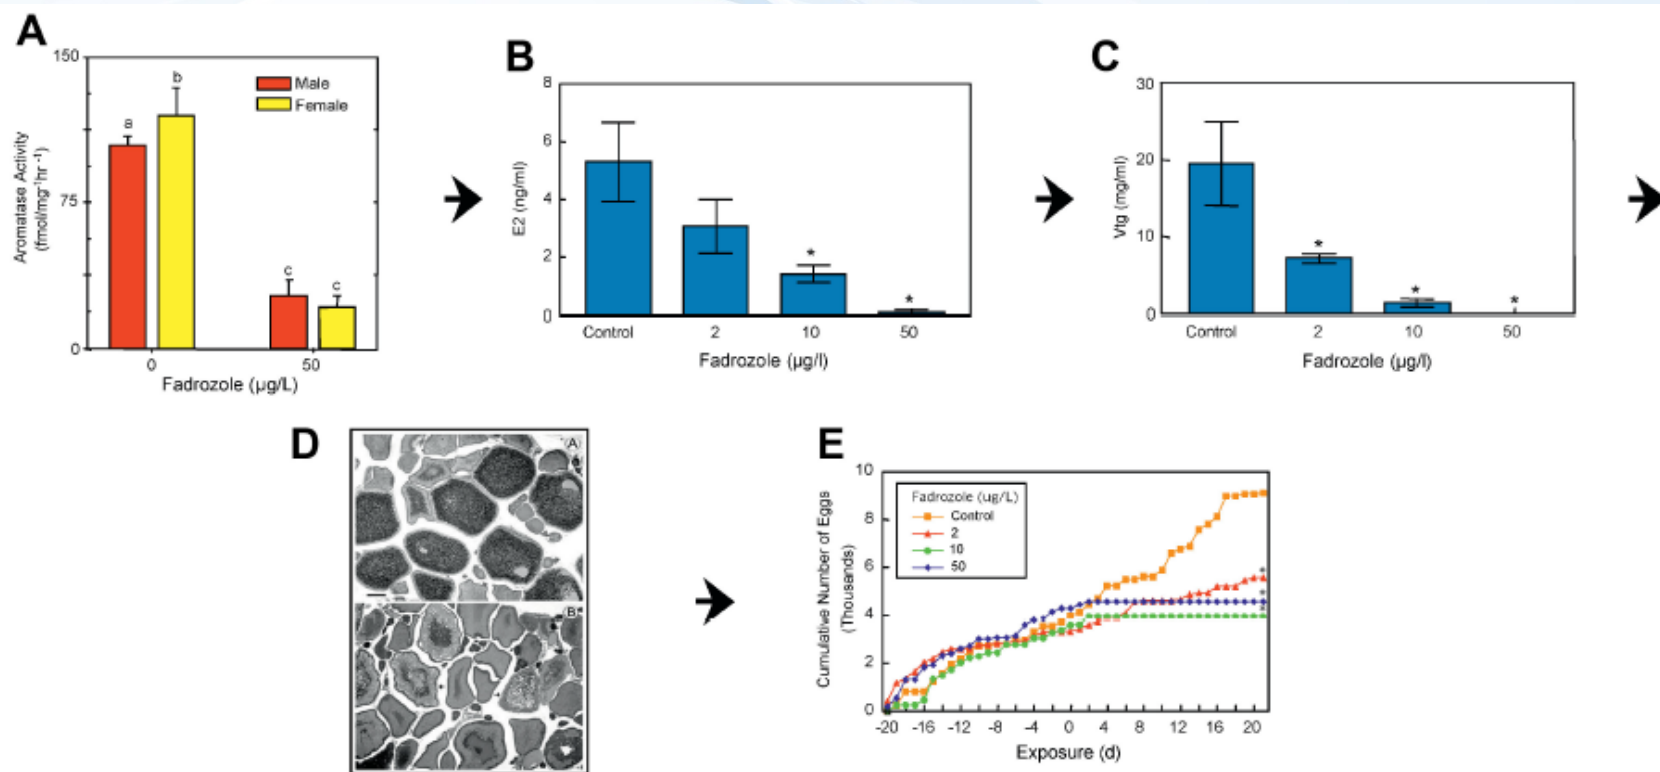 A
150
75
0
Aromatase Activity
(fmol/mg⁻¹hr⁻¹)
Male
Female
a
b
c
c
0
50
Fadrozole (µg/L)
B
8
6
4
2
0
E2 (ng/ml)
*
*
Control
2
10
50
Fadrozole (µg/l)
C
30
20
10
0
Vtg (mg/ml)
*
*
*
Control
2
10
50
Fadrozole (µg/l)
D
(A)
(B)
E
10
8
6
4
2
0
Cumulative Number of Eggs
(Thousands)
Fadrozole (ug/L)
Control
2
10
50
*
*
*
-20 -16 -12 -8 -4 0 4 8 12 16 20
Exposure (d)